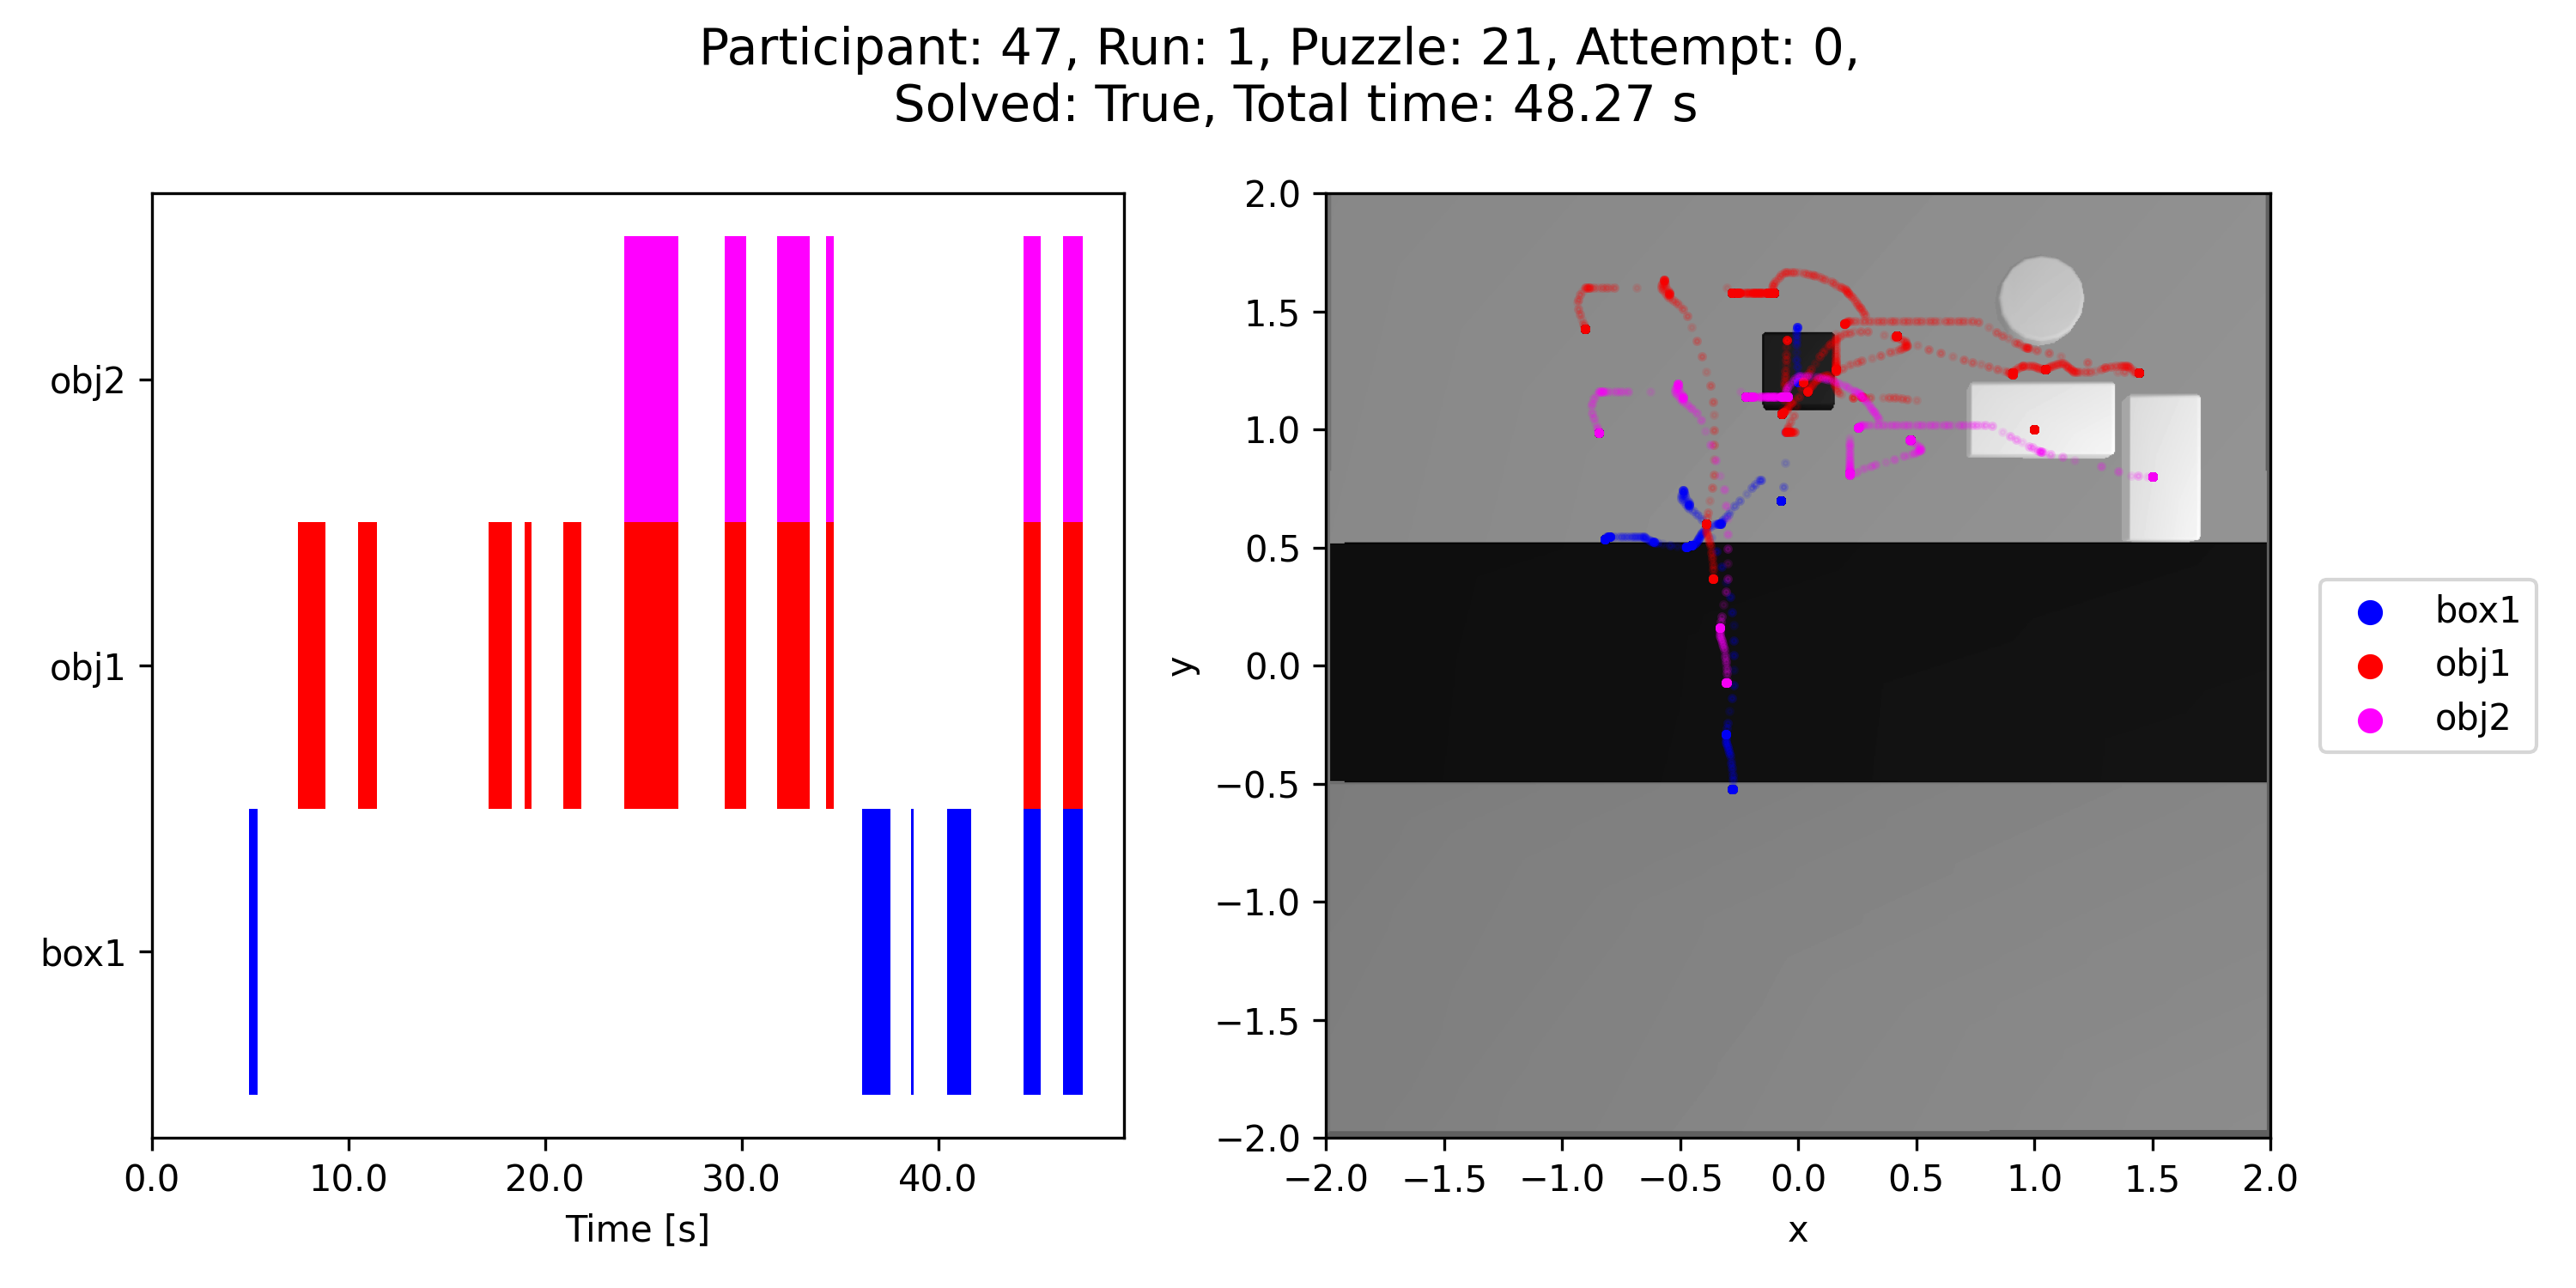 Participant: 47, Run: 1, Puzzle: 21, Attempt: 0,
Solved: True, Total time: 48.27 s
obj2
obj1
box1
0.0 10.0 20.0 30.0 40.0
Time [s]
2.0
1.5
1.0
0.5
0.0
−0.5
−1.0
−1.5
−2.0
y
−2.0 −1.5 −1.0 −0.5 0.0 0.5 1.0 1.5 2.0
x
box1
obj1
obj2